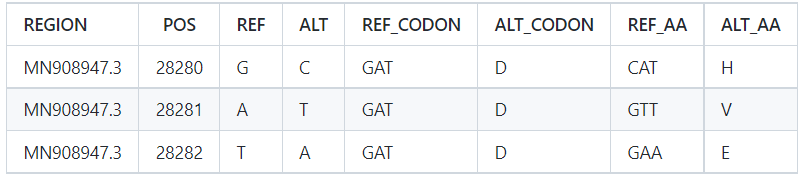 REGION POS REF ALT REF_CODON ALT_CODON REF_AA ALT_AA
MN908947.3 28280 G C GAT D CAT H
MN908947.3 28281 A T GAT D GTT V
MN908947.3 28282 T A GAT D GAA E